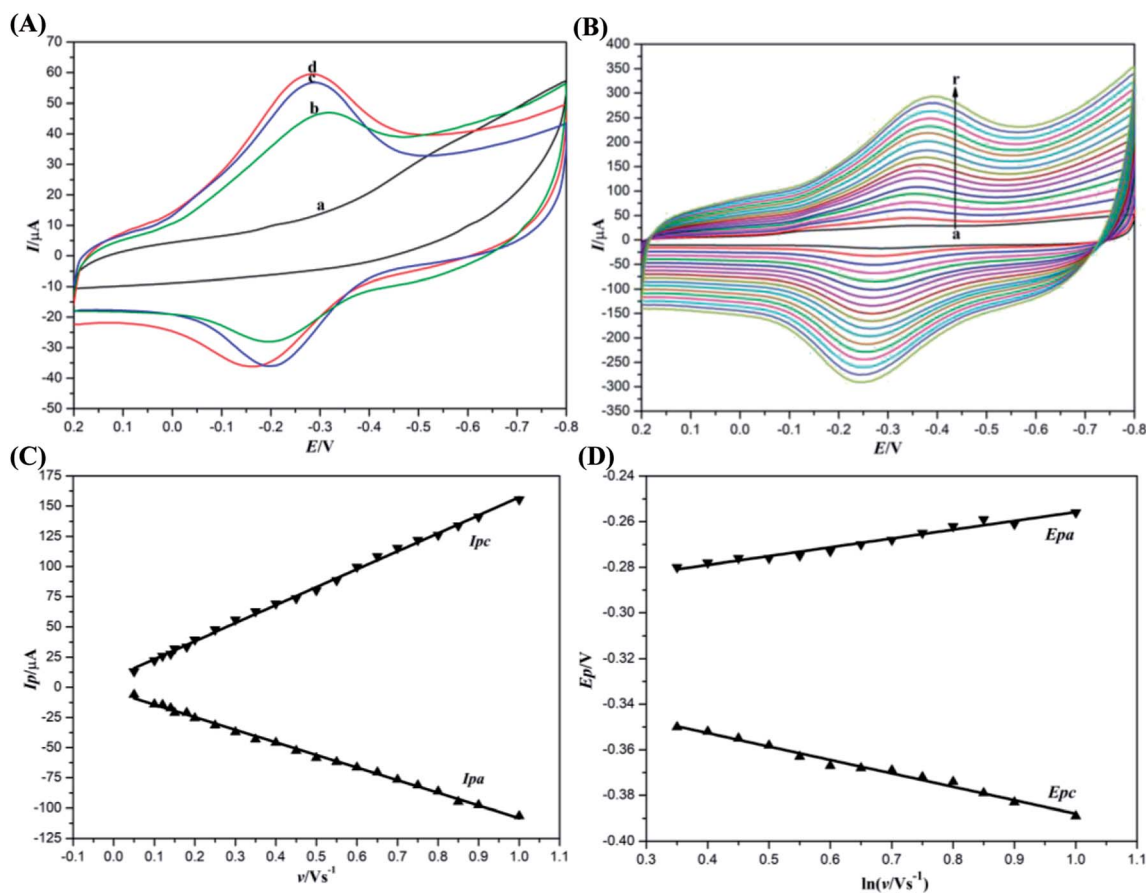 (A)
70
60
50
40
30
20
10
0
-10
-20
-30
-40
-50
I/μA
d
c
b
a
0.2 0.1 0.0 -0.1 -0.2 -0.3 -0.4 -0.5 -0.6 -0.7 -0.8
E/V
(B)
400
350
300
250
200
150
100
50
0
-50
-100
-150
-200
-250
-300
-350
I/μA
r
a
0.2 0.1 0.0 -0.1 -0.2 -0.3 -0.4 -0.5 -0.6 -0.7 -0.8
E/V
(C)
175
150
125
100
75
50
25
0
-25
-50
-75
-100
-125
Ip/μA
Ipc
Ipa
-0.1 0.0 0.1 0.2 0.3 0.4 0.5 0.6 0.7 0.8 0.9 1.0 1.1
v/Vs⁻¹
(D)
-0.24
-0.26
-0.28
-0.30
-0.32
-0.34
-0.36
-0.38
-0.40
Ep/V
Epa
Epc
0.3 0.4 0.5 0.6 0.7 0.8 0.9 1.0 1.1
ln(v/Vs⁻¹)